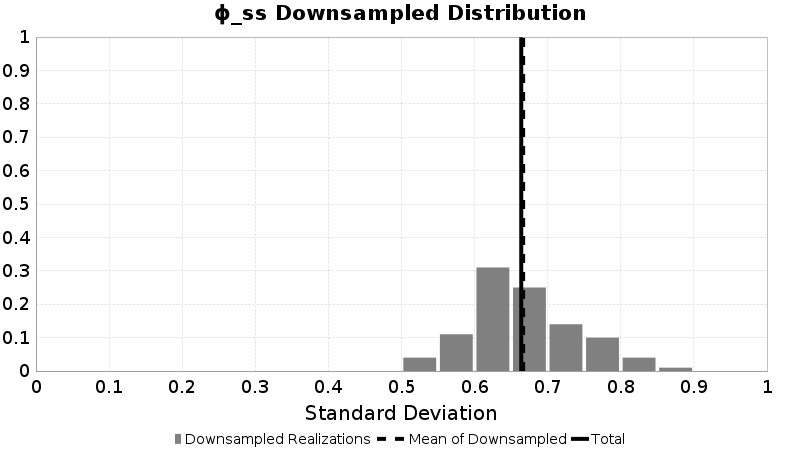 ϕ_ss Downsampled Distribution
1
0.9
0.8
0.7
0.6
0.5
0.4
0.3
0.2
0.1
0
0 0.1 0.2 0.3 0.4 0.5 0.6 0.7 0.8 0.9 1
Standard Deviation
Downsampled Realizations Mean of Downsampled Total